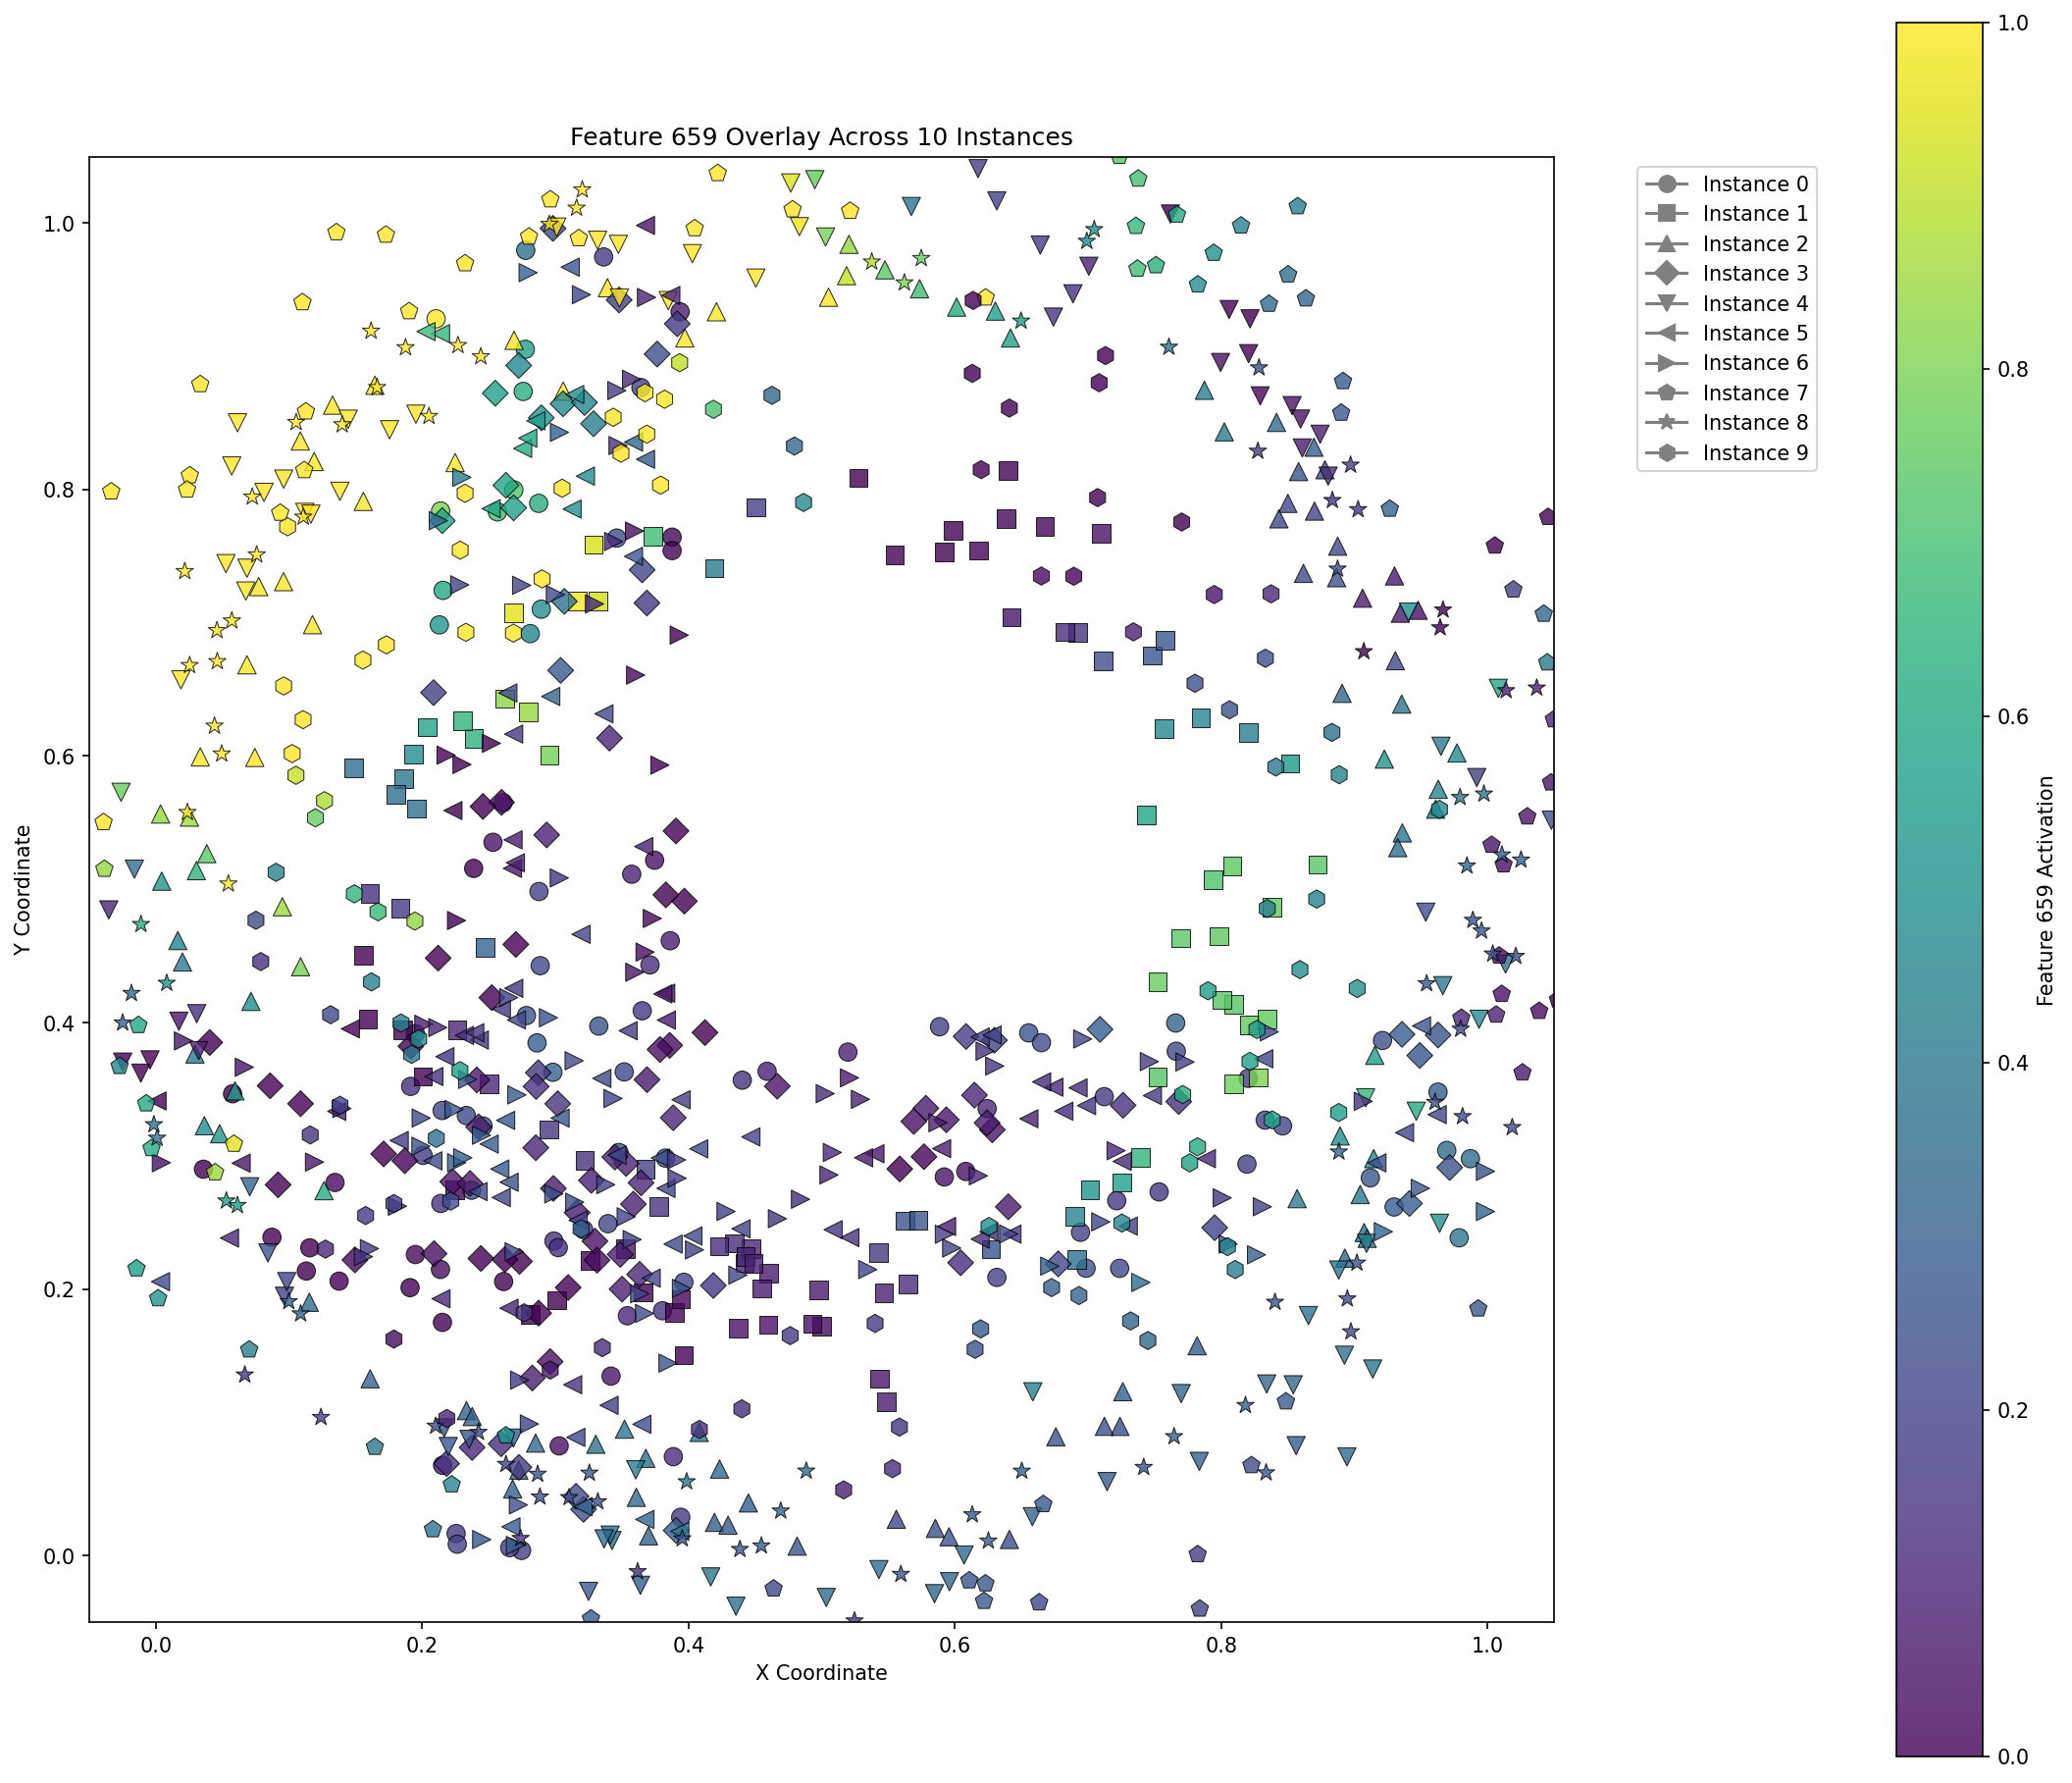 Feature 659 Overlay Across 10 Instances
1.0
0.8
0.6
0.4
0.2
0.0
Y Coordinate
0.0
0.2
0.4
0.6
0.8
1.0
X Coordinate
Instance 0
Instance 1
Instance 2
Instance 3
Instance 4
Instance 5
Instance 6
Instance 7
Instance 8
Instance 9
1.0
0.8
0.6
0.4
0.2
0.0
Feature 659 Activation